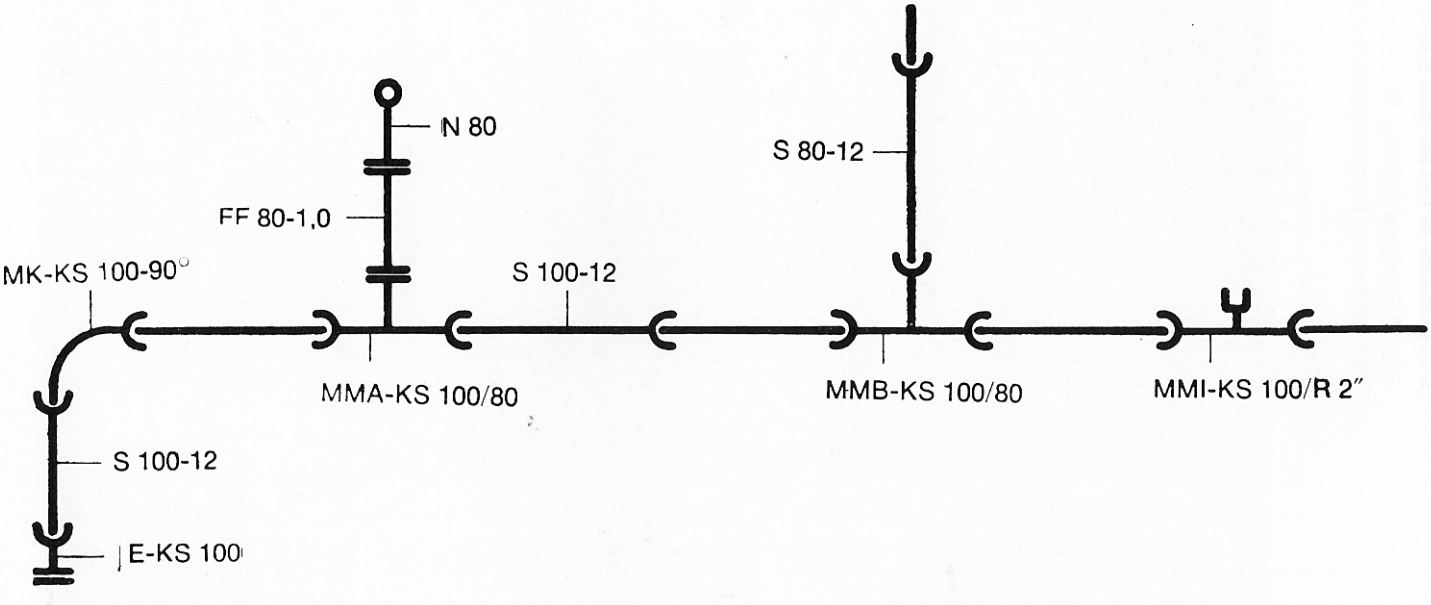 N 80
S 80-12
FF 80-1,0
MK-KS 100-90°
S 100-12
MMA-KS 100/80
MMB-KS 100/80
MMI-KS 100/R 2″
S 100-12
E-KS 100